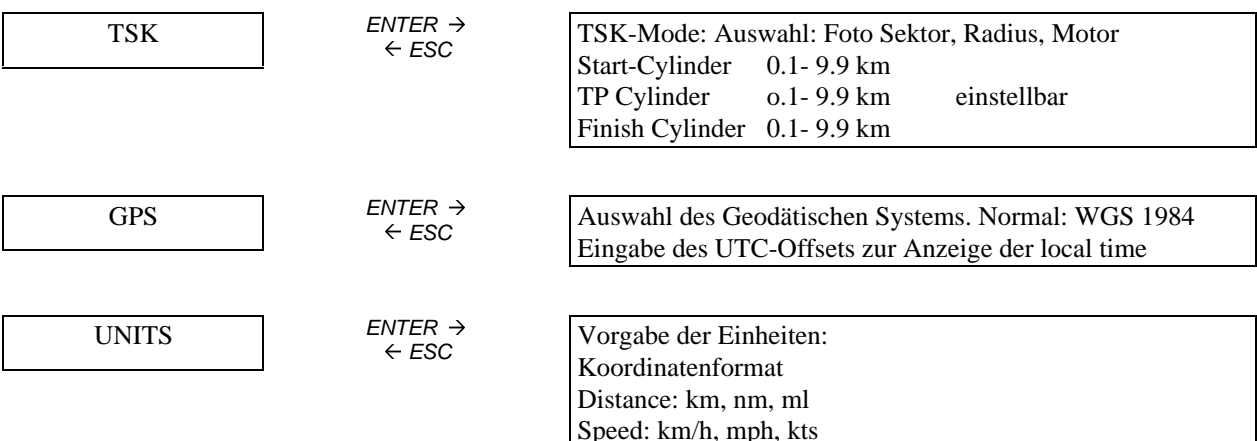 TSK
ENTER →
← ESC
TSK-Mode: Auswahl: Foto Sektor, Radius, Motor
Start-Cylinder 0.1- 9.9 km
TP Cylinder o.1- 9.9 km einstellbar
Finish Cylinder 0.1- 9.9 km
GPS
ENTER →
← ESC
Auswahl des Geodätischen Systems. Normal: WGS 1984
Eingabe des UTC-Offsets zur Anzeige der local time
UNITS
ENTER →
← ESC
Vorgabe der Einheiten:
Koordinatenformat
Distance: km, nm, ml
Speed: km/h, mph, kts